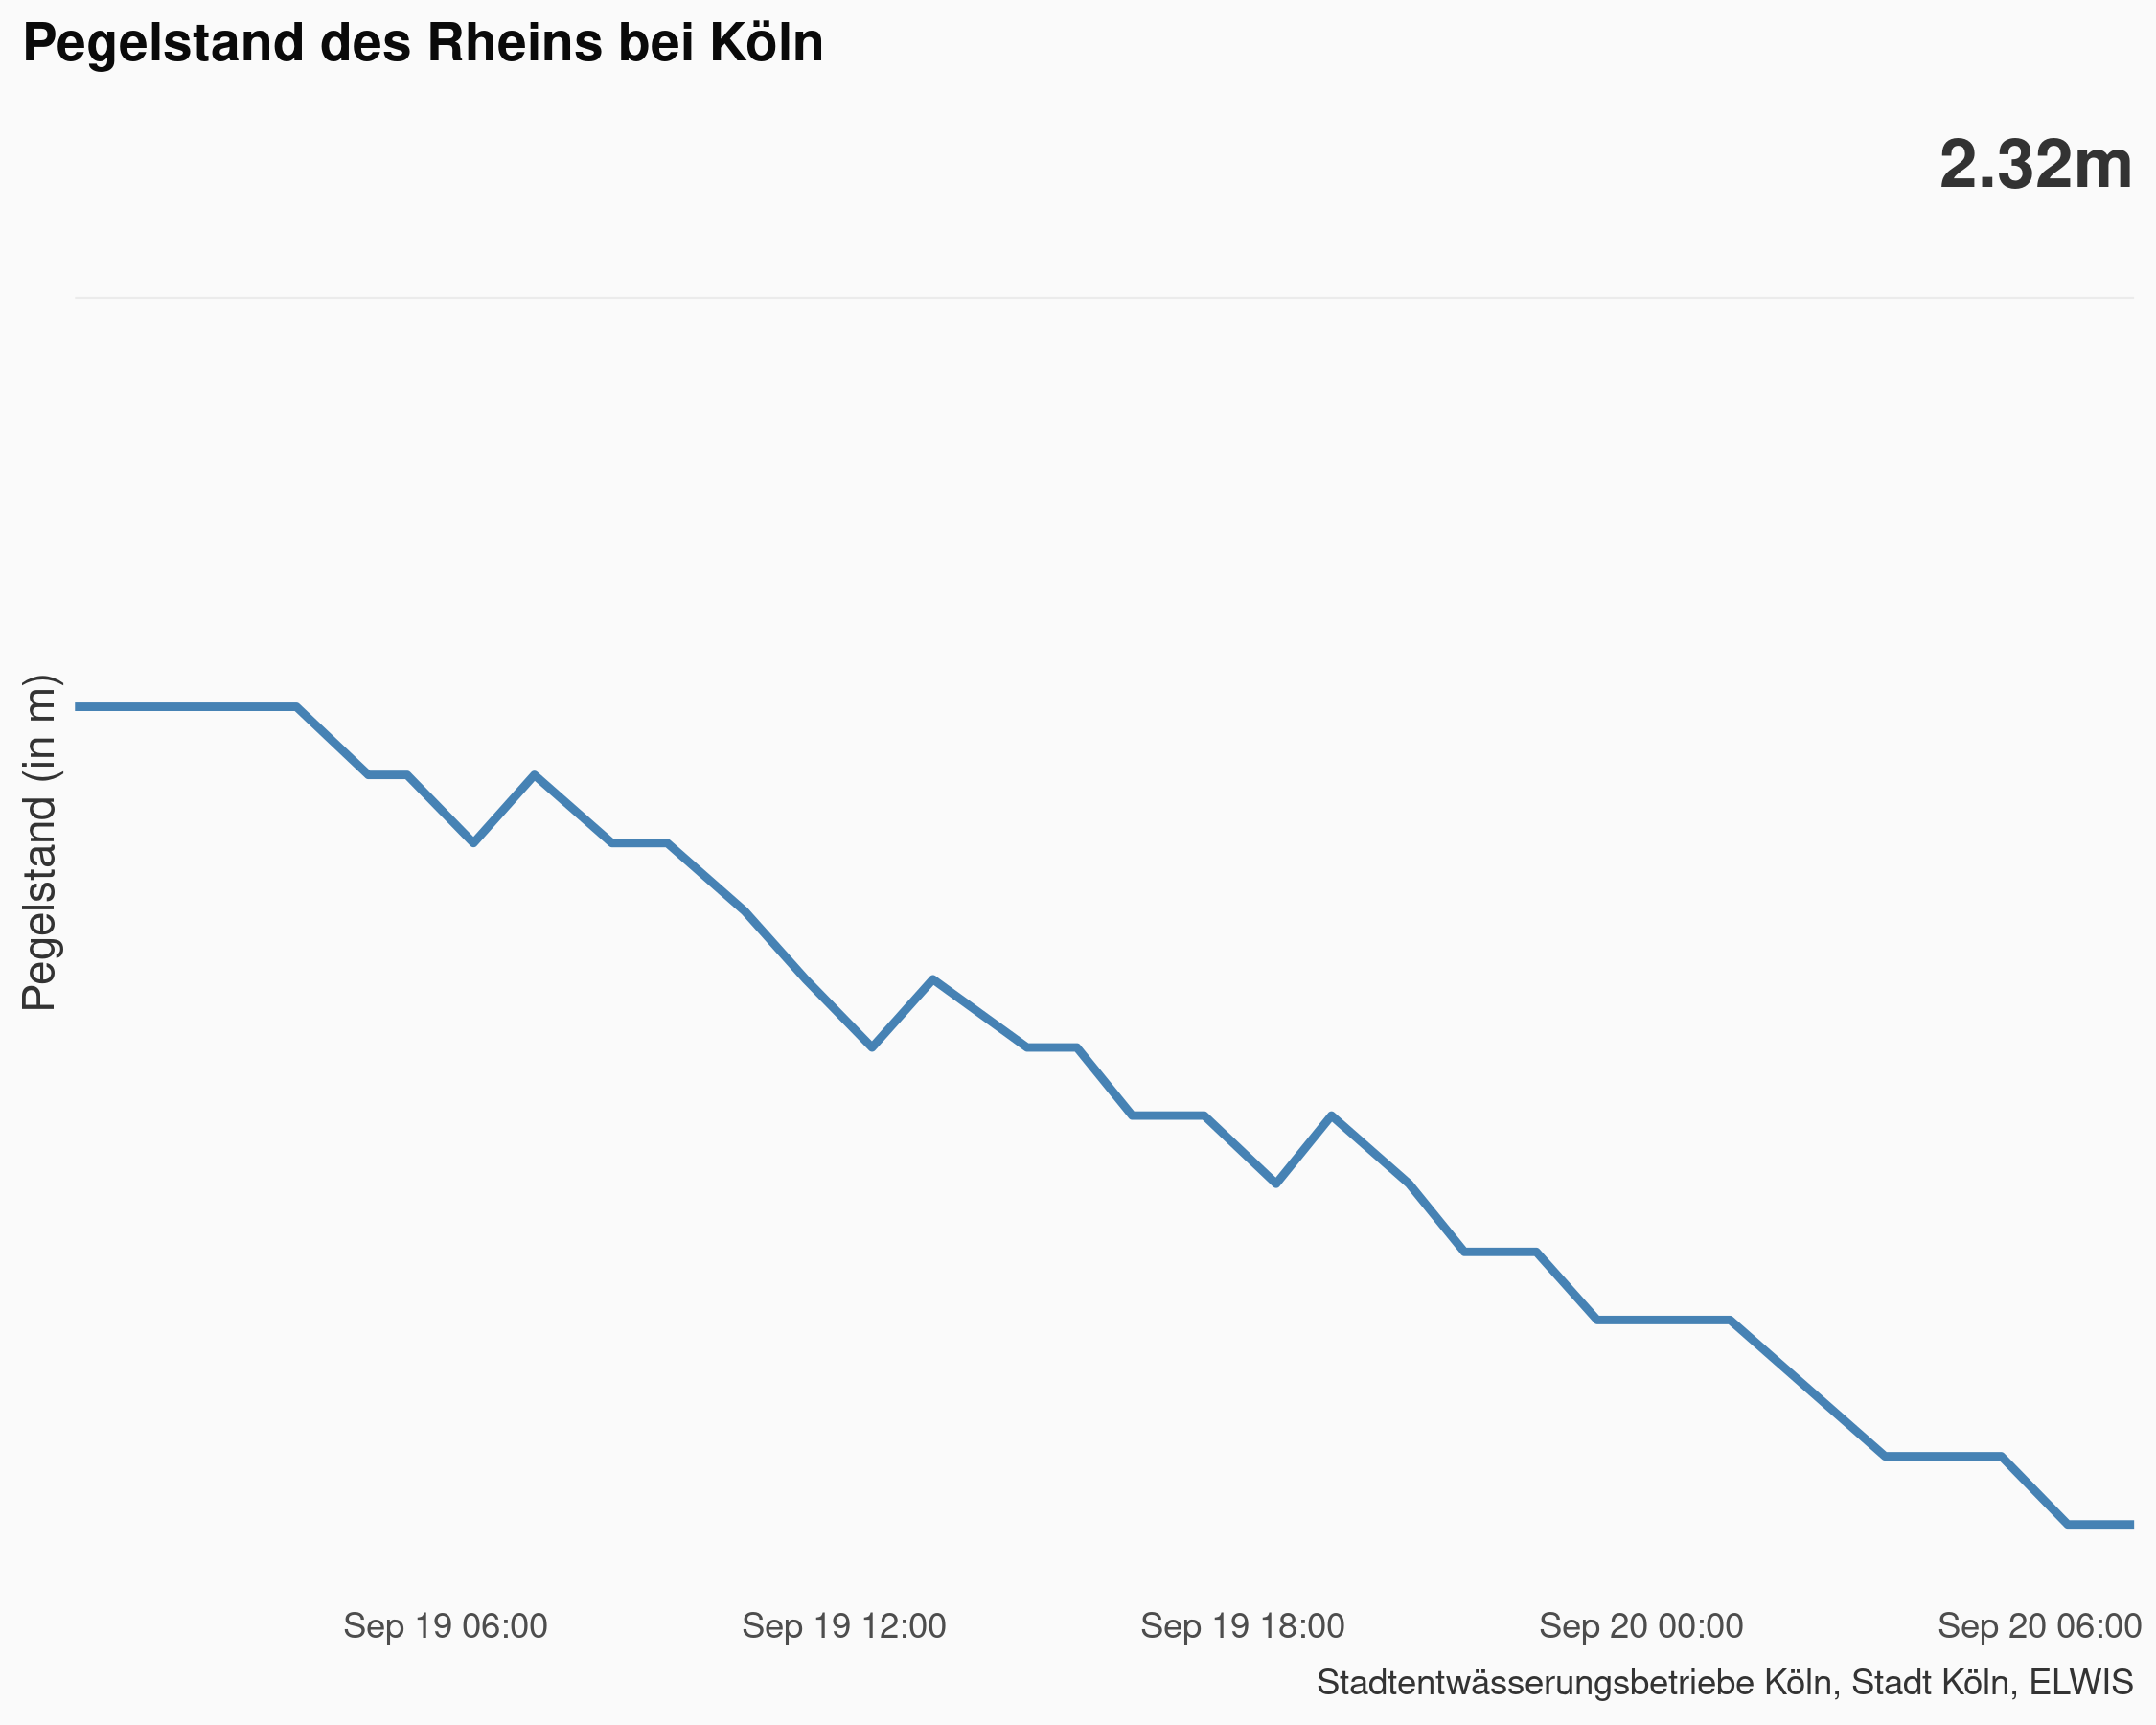 Pegelstand des Rheins bei Köln
2.32m
Pegelstand (in m)
Sep 19 06:00
Sep 19 12:00
Sep 19 18:00
Sep 20 00:00
Sep 20 06:00
Stadtentwässerungsbetriebe Köln, Stadt Köln, ELWIS